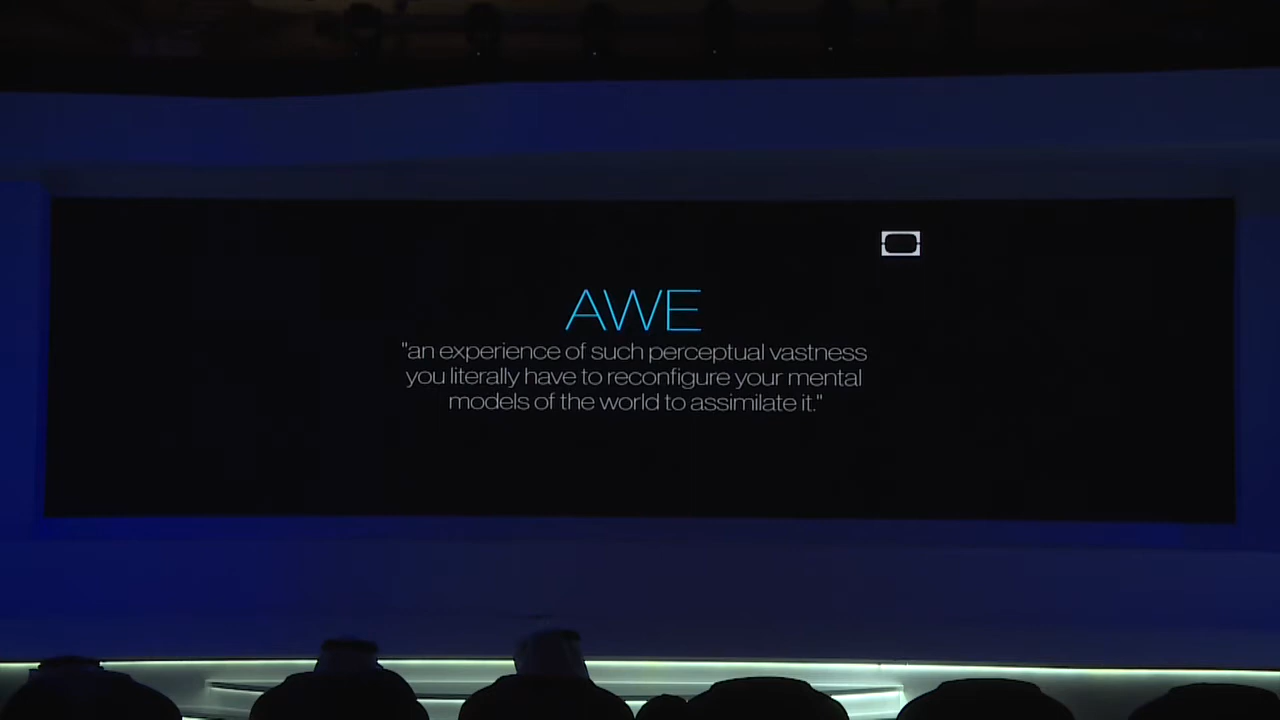 AWE
"an experience of such perceptual vastness
you literally have to reconfigure your mental
models of the world to assimilate it."